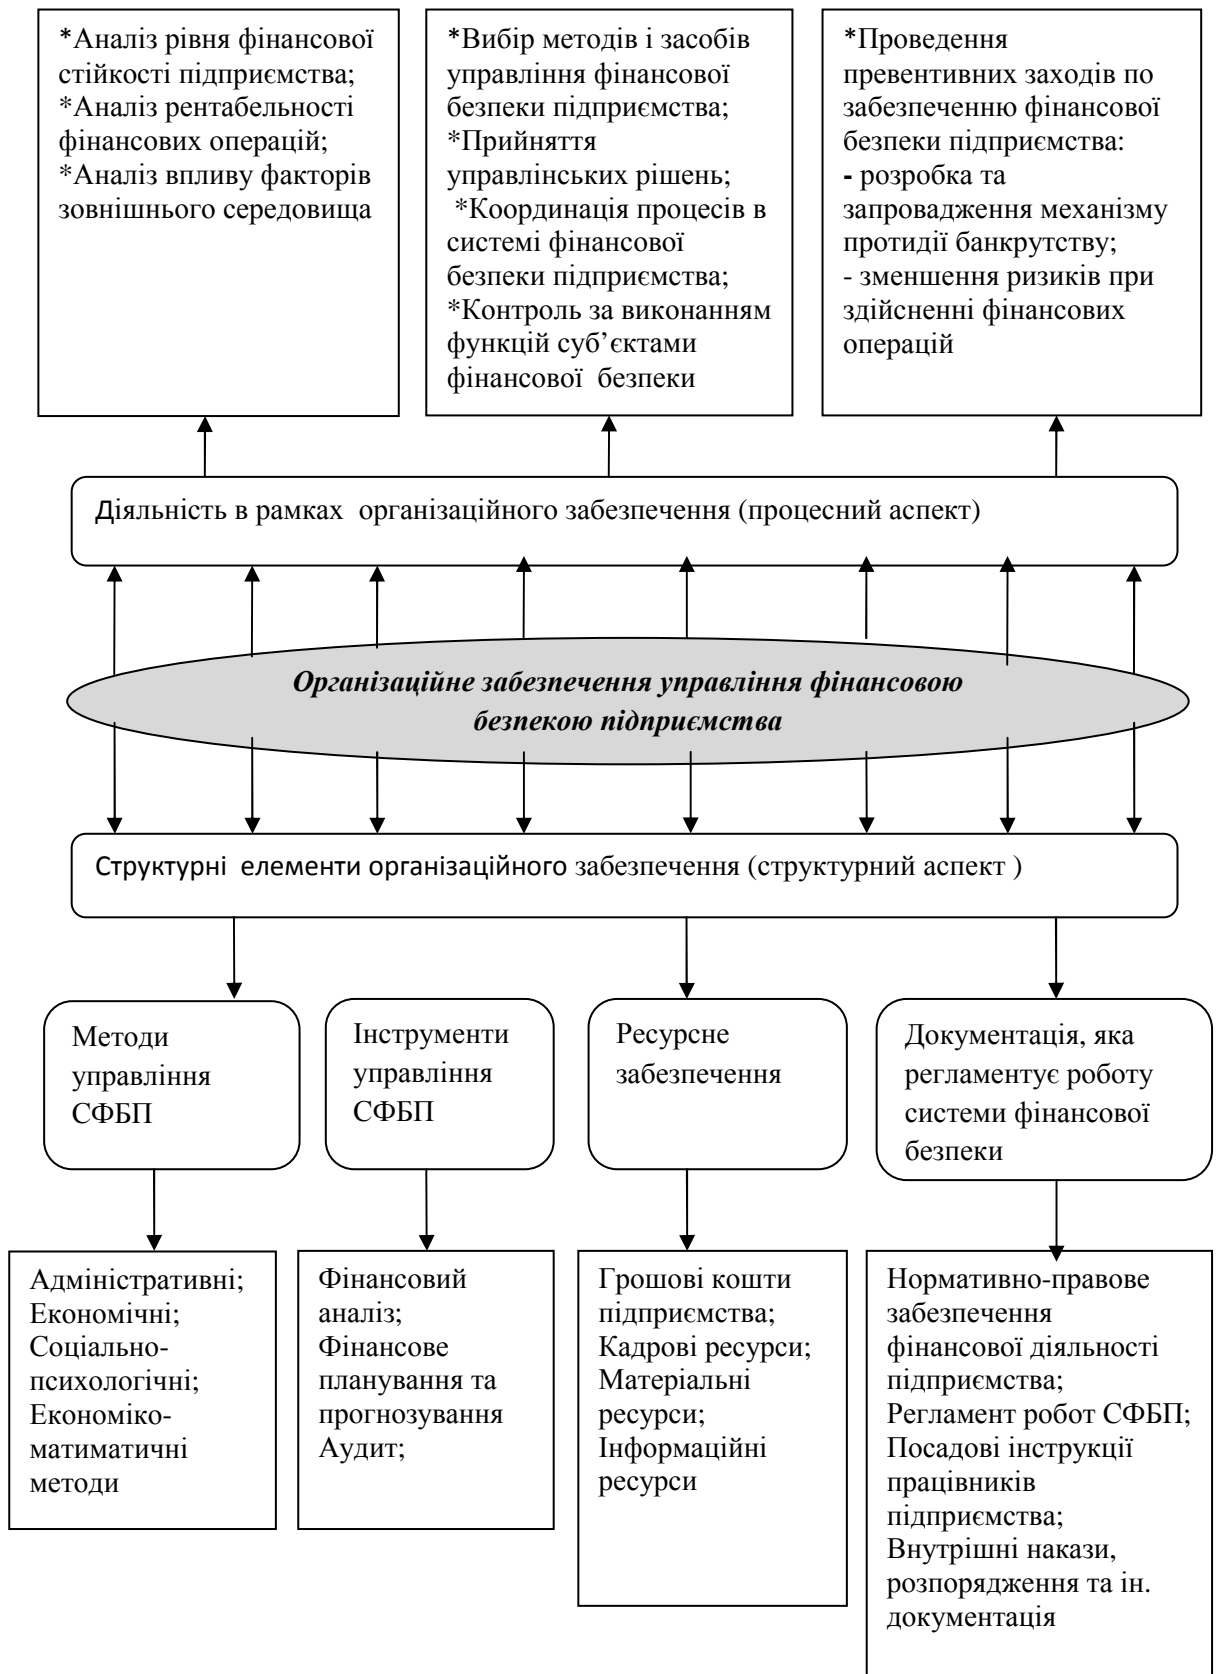 *Аналіз рівня фінансової
стійкості підприємства;
*Аналіз рентабельності
фінансових операцій;
*Аналіз впливу факторів
зовнішнього середовища
*Вибір методів і засобів
управління фінансової
безпеки підприємства;
*Прийняття
управлінських рішень;
*Координація процесів в
системі фінансової
безпеки підприємства;
*Контроль за виконанням
функцій суб’єктами
фінансової безпеки
*Проведення
превентивних заходів по
забезпеченню фінансової
безпеки підприємства:
- розробка та
запровадження механізму
протидії банкрутству;
- зменшення ризиків при
здійсненні фінансових
операцій
Діяльність в рамках організаційного забезпечення (процесний аспект)
Організаційне забезпечення управління фінансовою
безпекою підприємства
Структурні елементи організаційного забезпечення (структурний аспект )
Методи
управління
СФБП
Інструменти
управління
СФБП
Ресурсне
забезпечення
Документація, яка
регламентує роботу
системи фінансової
безпеки
Адміністративні;
Економічні;
Соціально-
психологічні;
Економіко-
матиматичні
методи
Фінансовий
аналіз;
Фінансове
планування та
прогнозування
Аудит;
Грошові кошти
підприємства;
Кадрові ресурси;
Матеріальні
ресурси;
Інформаційні
ресурси
Нормативно-правове
забезпечення
фінансової діяльності
підприємства;
Регламент робот СФБП;
Посадові інструкції
працівників
підприємства;
Внутрішні накази,
розпорядження та ін.
документація